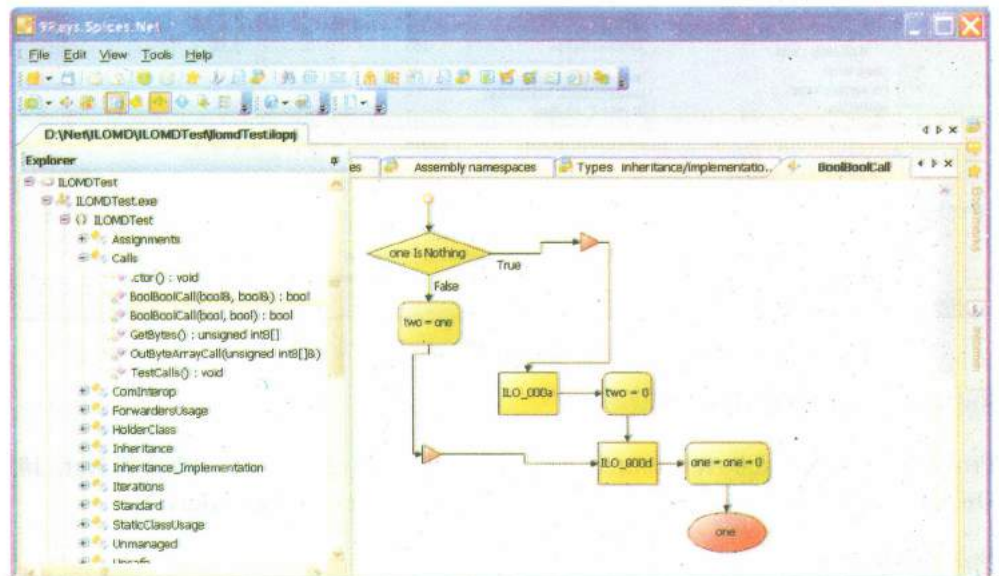 9Rays.Spices.Net
File Edit View Tools Help
D:\Net\ILOMD\ILOMDTest\IlomdTest.iloprj
Explorer
es Assembly namespaces Types inheritance/implementatio.. BoolBoolCall
ILOMDTest
ILOMDTest.exe
{} ILOMDTest
Assignments
Calls
.ctor() : void
BoolBoolCall(bool&, bool&) : bool
BoolBoolCall(bool, bool) : bool
GetBytes() : unsigned int8[]
OutByteArrayCall(unsigned int8[]&)
TestCalls() : void
ComInterop
ForwardersUsage
HolderClass
Inheritance
Inheritance_Implementation
Iterations
Standard
StaticClassUsage
Unmanaged
Unsafe
one Is Nothing
True
False
two = one
ILO_000a
two = 0
ILO_000d
one = one = 0
one